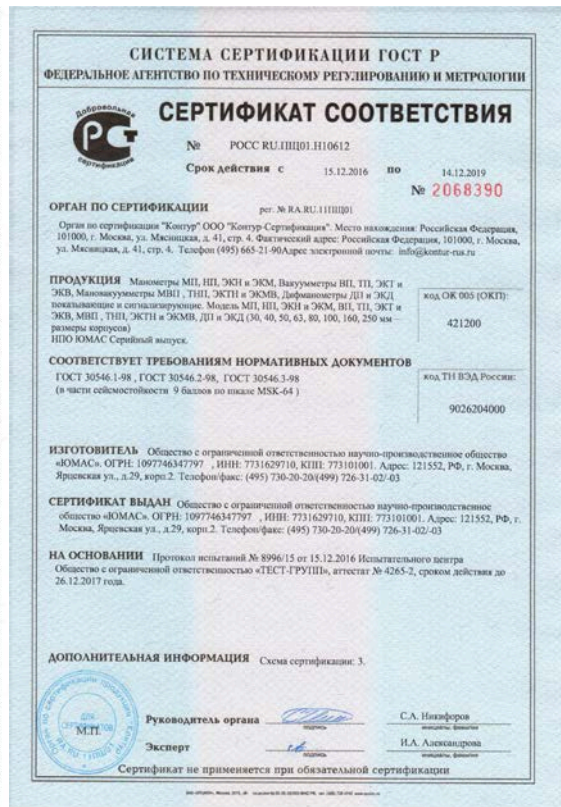 СИСТЕМА СЕРТИФИКАЦИИ ГОСТ Р
ФЕДЕРАЛЬНОЕ АГЕНТСТВО ПО ТЕХНИЧЕСКОМУ РЕГУЛИРОВАНИЮ И МЕТРОЛОГИИ
Добровольная
сертификация
СЕРТИФИКАТ СООТВЕТСТВИЯ
№ РОСС RU.ПЩ01.Н10612
Срок действия с 15.12.2016 по 14.12.2019
№ 2068390
ОРГАН ПО СЕРТИФИКАЦИИ рег. № RA.RU.11ПЩ01
Орган по сертификации "Контур" ООО "Контур-Сертификация". Место нахождения: Российская Федерация,
101000, г. Москва, ул. Мясницкая, д. 41, стр. 4. Фактический адрес: Российская Федерация, 101000, г. Москва,
ул. Мясницкая, д. 41, стр. 4. Телефон (495) 665-21-90Адрес электронной почты: info@kontur-rus.ru
ПРОДУКЦИЯ Манометры МП, НП, ЭКН и ЭКМ, Вакуумметры ВП, ТП, ЭКТ и
ЭКВ, Мановакуумметры МВП , ТНП, ЭКТН и ЭКМВ, Дифманометры ДП и ЭКД
показывающие и сигнализирующие. Модель МП, НП, ЭКН и ЭКМ, ВП, ТП, ЭКТ и
ЭКВ, МВП , ТНП, ЭКТН и ЭКМВ, ДП и ЭКД (30, 40, 50, 63, 80, 100, 160, 250 мм –
размеры корпусов)
НПО ЮМАС Серийный выпуск.
код ОК 005 (ОКП):
421200
СООТВЕТСТВУЕТ ТРЕБОВАНИЯМ НОРМАТИВНЫХ ДОКУМЕНТОВ
ГОСТ 30546.1-98 , ГОСТ 30546.2-98, ГОСТ 30546.3-98
(в части сейсмостойкости 9 баллов по шкале MSK-64 )
код ТН ВЭД России:
9026204000
ИЗГОТОВИТЕЛЬ Общество с ограниченной ответственностью научно-производственное общество
«ЮМАС». ОГРН: 1097746347797 , ИНН: 7731629710, КПП: 773101001. Адрес: 121552, РФ, г. Москва,
Ярцевская ул., д.29, корп.2. Телефон/факс: (495) 730-20-20/(499) 726-31-02/-03
СЕРТИФИКАТ ВЫДАН Общество с ограниченной ответственностью научно-производственное
общество «ЮМАС». ОГРН: 1097746347797 , ИНН: 7731629710, КПП: 773101001. Адрес: 121552, РФ, г.
Москва, Ярцевская ул., д.29, корп.2. Телефон/факс: (495) 730-20-20/(499) 726-31-02/-03
НА ОСНОВАНИИ Протокол испытаний № 8996/15 от 15.12.2016 Испытательного центра
Общество с ограниченной ответственностью «ТЕСТ-ГРУПП», аттестат № 4265-2, сроком действия до
26.12.2017 года.
ДОПОЛНИТЕЛЬНАЯ ИНФОРМАЦИЯ Схема сертификации: 3.
М.П.
Руководитель органа
подпись
С.А. Никифоров
инициалы, фамилия
Эксперт
подпись
И.А. Александрова
инициалы, фамилия
Сертификат не применяется при обязательной сертификации